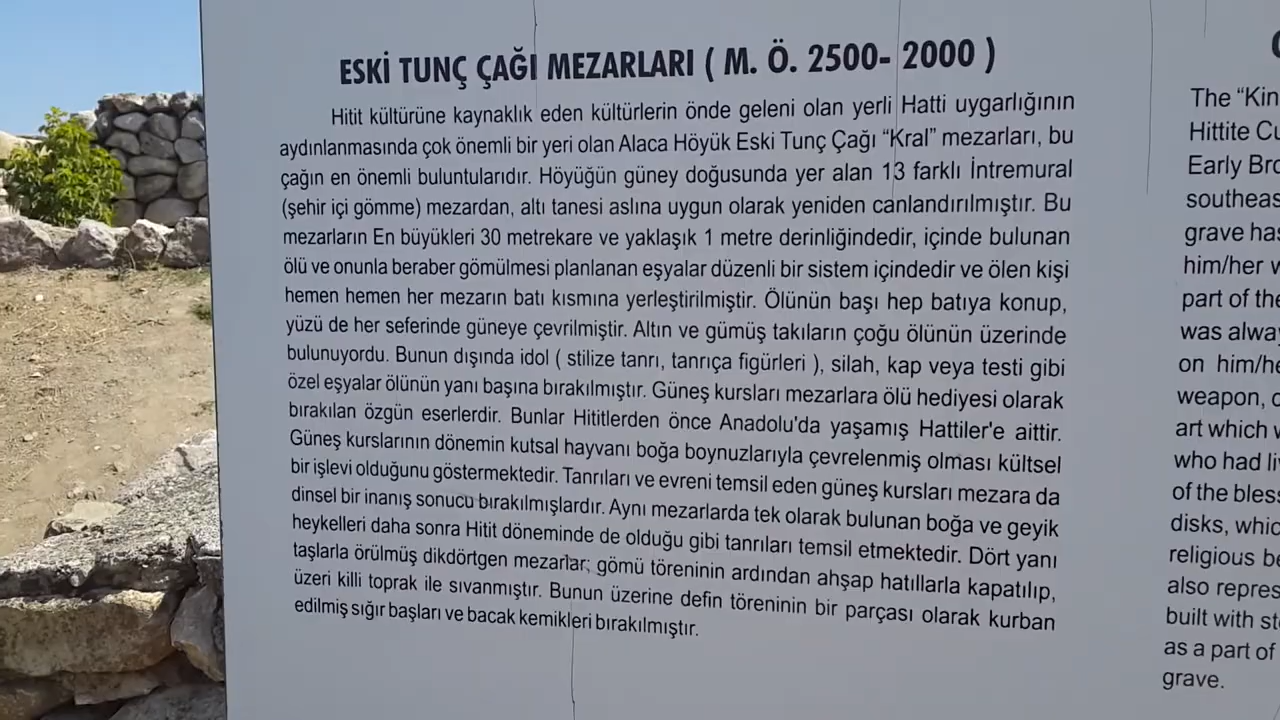 ESKİ TUNÇ ÇAĞI MEZARLARI ( M. Ö. 2500- 2000 )
Hitit kültürüne kaynaklık eden kültürlerin önde geleni olan yerli Hatti uygarlığının
aydınlanmasında çok önemli bir yeri olan Alaca Höyük Eski Tunç Çağı “Kral” mezarları, bu
çağın en önemli buluntularıdır. Höyüğün güney doğusunda yer alan 13 farklı İntremural
(şehir içi gömme) mezardan, altı tanesi aslına uygun olarak yeniden canlandırılmıştır. Bu
mezarların En büyükleri 30 metrekare ve yaklaşık 1 metre derinliğindedir, içinde bulunan
ölü ve onunla beraber gömülmesi planlanan eşyalar düzenli bir sistem içindedir ve ölen kişi
hemen hemen her mezarın batı kısmına yerleştirilmiştir. Ölünün başı hep batıya konup,
yüzü de her seferinde güneye çevrilmiştir. Altın ve gümüş takıların çoğu ölünün üzerinde
bulunuyordu. Bunun dışında idol ( stilize tanrı, tanrıça figürleri ), silah, kap veya testi gibi
özel eşyalar ölünün yanı başına bırakılmıştır. Güneş kursları mezarlara ölü hediyesi olarak
bırakılan özgün eserlerdir. Bunlar Hititlerden önce Anadolu'da yaşamış Hattiler'e aittir.
Güneş kurslarının dönemin kutsal hayvanı boğa boynuzlarıyla çevrelenmiş olması kültsel
bir işlevi olduğunu göstermektedir. Tanrıları ve evreni temsil eden güneş kursları mezara da
dinsel bir inanış sonucu bırakılmışlardır. Aynı mezarlarda tek olarak bulunan boğa ve geyik
heykelleri daha sonra Hitit döneminde de olduğu gibi tanrıları temsil etmektedir. Dört yanı
taşlarla örülmüş dikdörtgen mezarlar; gömü töreninin ardından ahşap hatıllarla kapatılıp,
üzeri killi toprak ile sıvanmıştır. Bunun üzerine defin töreninin bir parçası olarak kurban
edilmiş sığır başları ve bacak kemikleri bırakılmıştır.
The “Kin
Hittite Cu
Early Bro
southeas
grave has
him/her w
part of the
was alway
on him/he
weapon, c
art which w
who had liv
of the bless
disks, whic
religious be
also repres
built with sto
as a part of
grave.